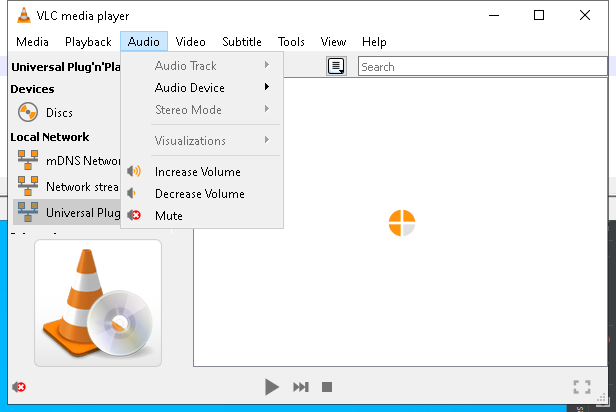 VLC media player
Media Playback Audio Video Subtitle Tools View Help
Universal Plug'n'Pla
Search
Devices
Discs
Local Network
mDNS Networ
Network strea
Universal Plug
Audio Track
Audio Device
Stereo Mode
Visualizations
Increase Volume
Decrease Volume
Mute